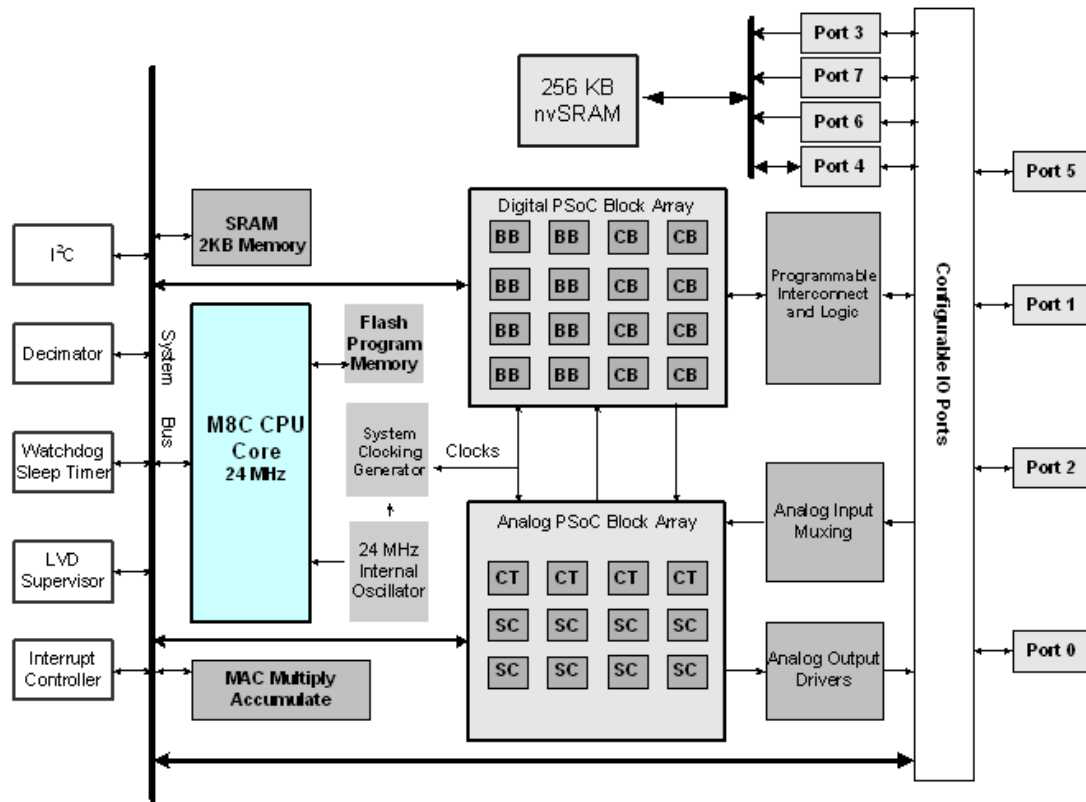 256 KB
nvSRAM
Port 3
Port 7
Port 6
Port 4
Port 5
Port 1
Port 2
Port 0
Configurable IO Ports
I²C
Decimator
Watchdog
Sleep Timer
LVD
Supervisor
Interrupt
Controller
System
Bus
SRAM
2KB Memory
M8C CPU
Core
24 MHz
Flash
Program
Memory
System
Clocking
Generator
Clocks
24 MHz
Internal
Oscillator
MAC Multiply
Accumulate
Digital PSoC Block Array
BB BB CB CB
BB BB CB CB
BB BB CB CB
BB BB CB CB
Analog PSoC Block Array
CT CT CT CT
SC SC SC SC
SC SC SC SC
Programmable
Interconnect
and Logic
Analog Input
Muxing
Analog Output
Drivers